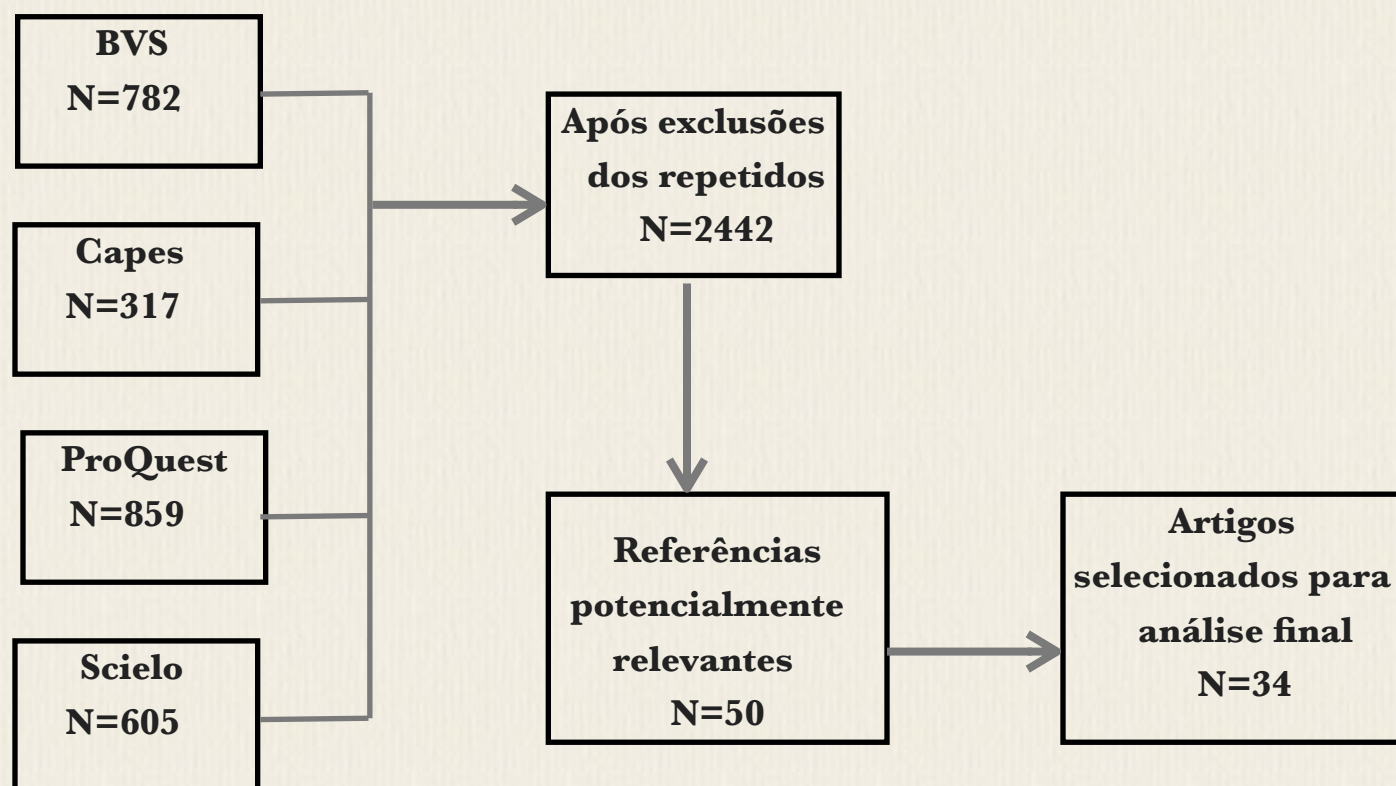 BVS
N=782
Capes
N=317
ProQuest
N=859
Scielo
N=605
Após exclusões
dos repetidos
N=2442
Referências
potencialmente
relevantes
N=50
Artigos
selecionados para
análise final
N=34